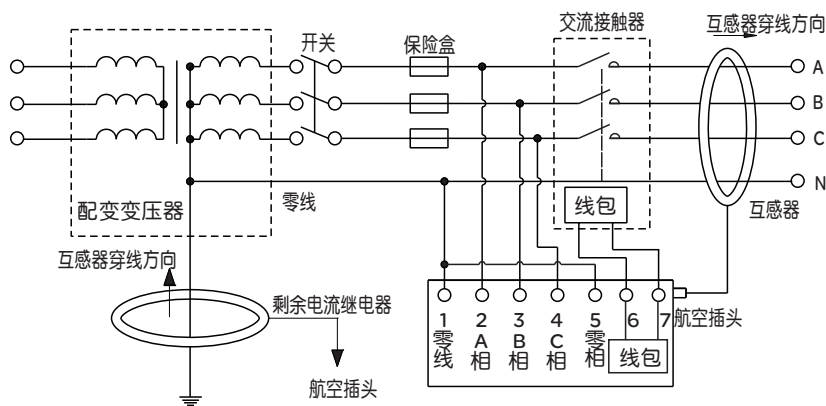 互感器穿线方向
交流接触器
开关
保险盒
A
B
C
N
配变变压器
零线
线包
互感器
互感器穿线方向
剩余电流继电器
航空插头
1 2 3 4 5 6 7
零线
A相
B相
C相
零相
线包
航空插头